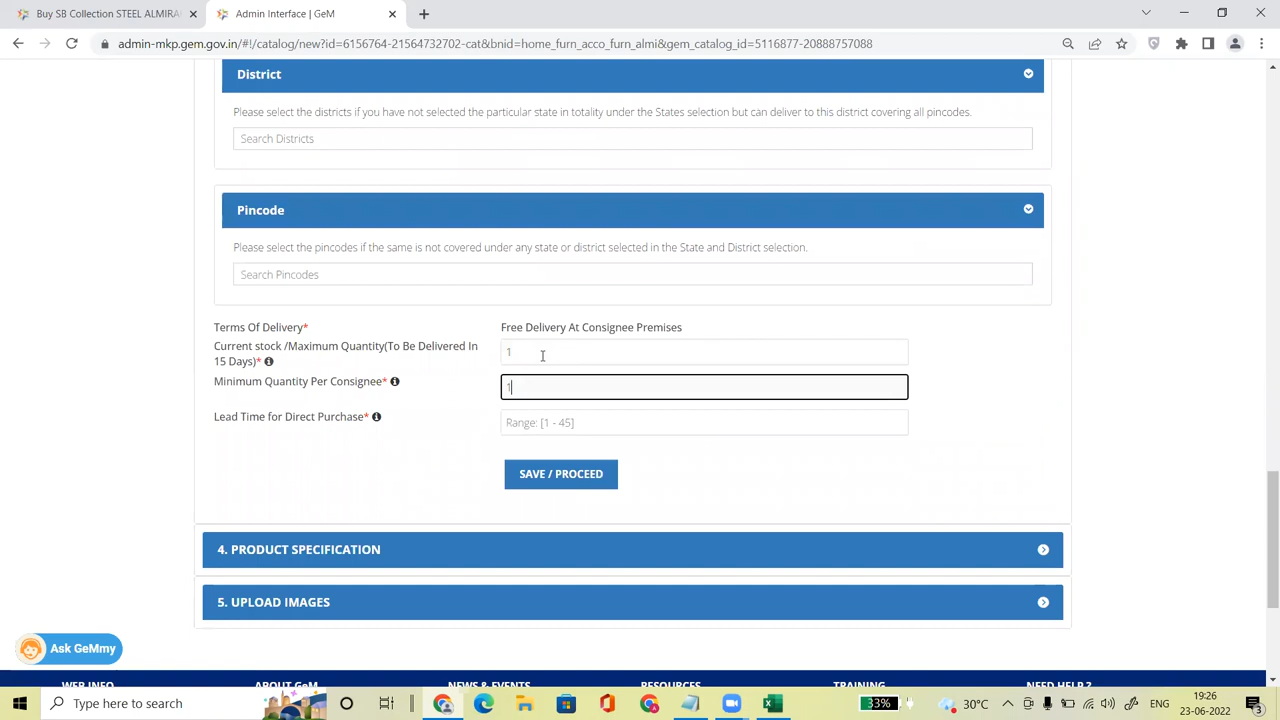 Buy SB Collection STEEL ALMIRA
Admin Interface | GeM
admin-mkp.gem.gov.in/#!/catalog/new?id=6156764-21564732702-cat&bnid=home_furn_acco_furn_almi&gem_catalog_id=5116877-20888757088
District
Please select the districts if you have not selected the particular state in totality under the States selection but can deliver to this district covering all pincodes.
Search Districts
Pincode
Please select the pincodes if the same is not covered under any state or district selected in the State and District selection.
Search Pincodes
Terms Of Delivery* Free Delivery At Consignee Premises
Current stock /Maximum Quantity(To Be Delivered In
15 Days)* 1
Minimum Quantity Per Consignee* 1
Lead Time for Direct Purchase* Range: [1 - 45]
SAVE / PROCEED
4. PRODUCT SPECIFICATION
5. UPLOAD IMAGES
Ask GeMmy
WEB INFO ABOUT GeM NEWS & EVENTS RESOURCES TRAINING NEED HELP ?
Type here to search
33%
30°C
ENG
19:26
23-06-2022
3